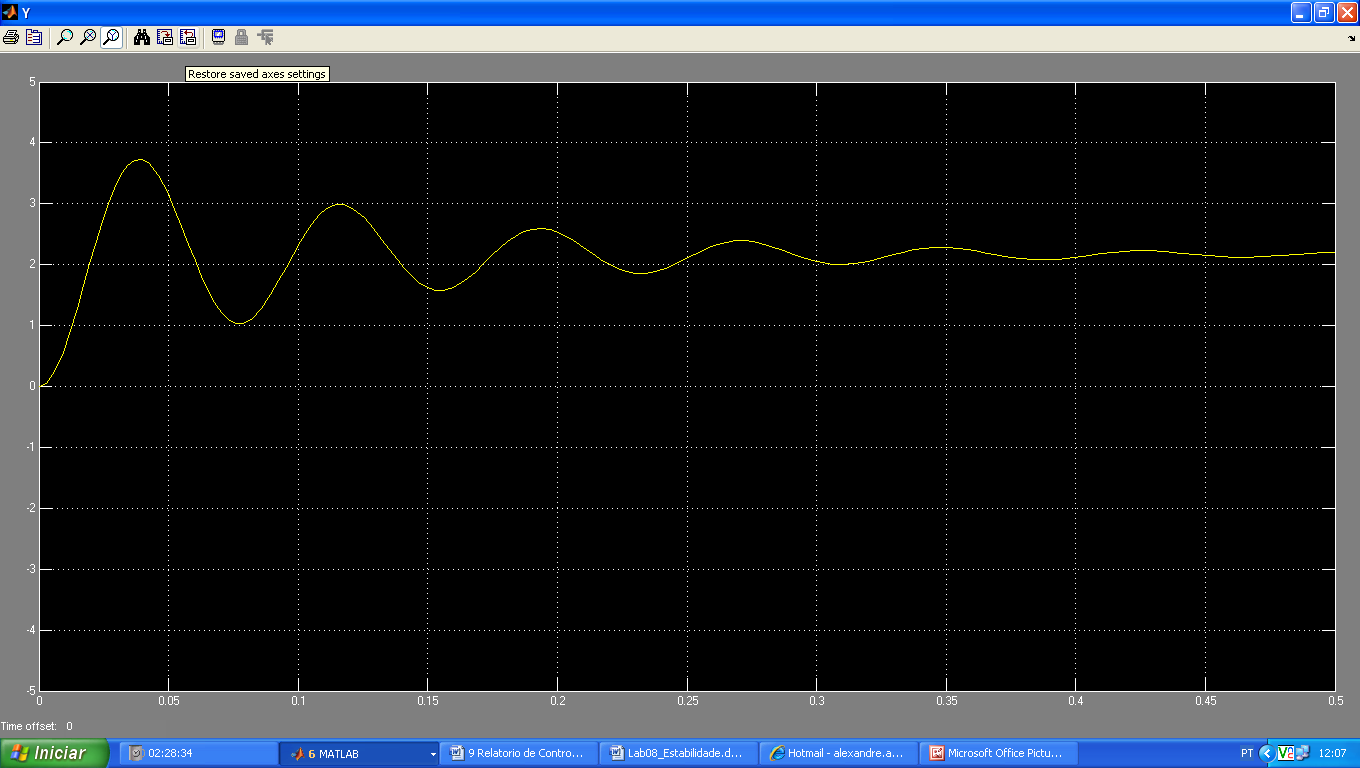 Y
Restore saved axes settings
5
4
3
2
1
0
-1
-2
-3
-4
-5
0 0.05 0.1 0.15 0.2 0.25 0.3 0.35 0.4 0.45 0.5
Time offset: 0
Iniciar 02:28:34 6 MATLAB 9 Relatorio de Contro... Lab08_Estabilidade.d... Hotmail - alexandre.a... Microsoft Office Pictu... PT 12:07